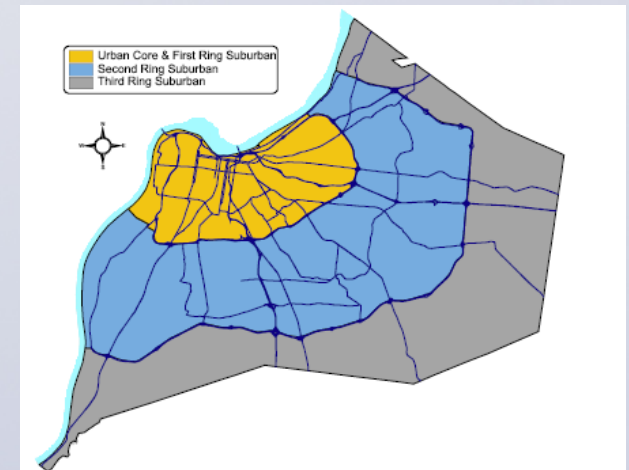 Urban Core & First Ring Suburban
Second Ring Suburban
Third Ring Suburban
N
W E
S